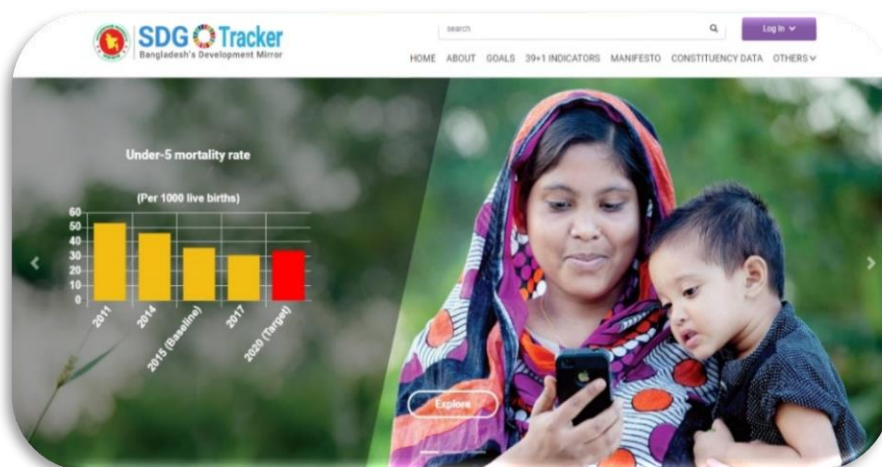 SDG Tracker
Bangladesh's Development Mirror
search
Log In
HOME ABOUT GOALS 39+1 INDICATORS MANIFESTO CONSTITUENCY DATA OTHERS
Under-5 mortality rate
(Per 1000 live births)
60
50
40
30
20
10
0
2011
2014
2015 (Baseline)
2017
2020 (Target)
Explore